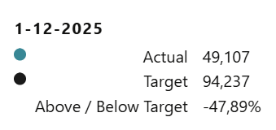 1-12-2025
Actual 49,107
Target 94,237
Above / Below Target -47,89%